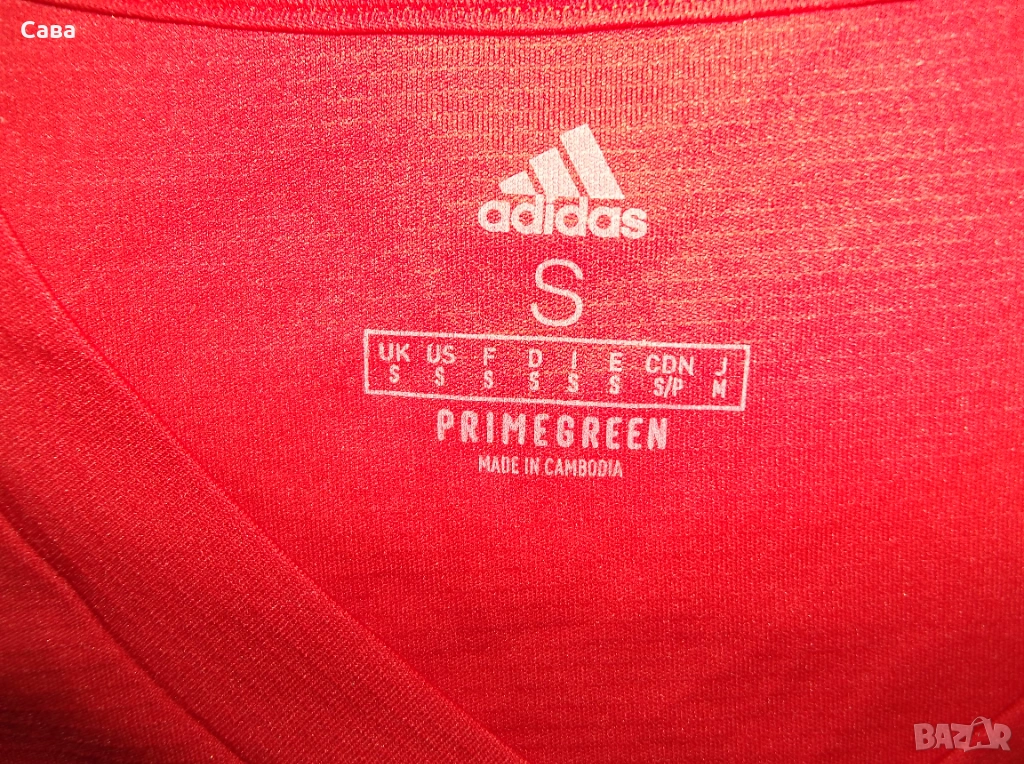 Сава
adidas
S
UK US F D I E CDN J
S S S S S S S/P M
PRIMEGREEN
MADE IN CAMBODIA
BAZAR